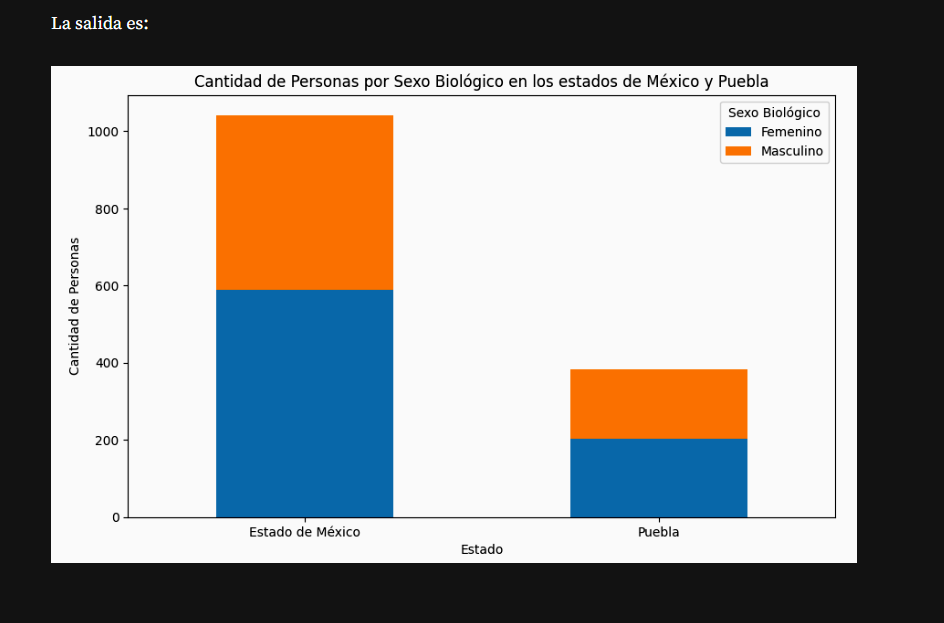 La salida es:
Cantidad de Personas por Sexo Biológico en los estados de México y Puebla
Sexo Biológico
Femenino
Masculino
Cantidad de Personas
1000
800
600
400
200
0
Estado de México
Puebla
Estado